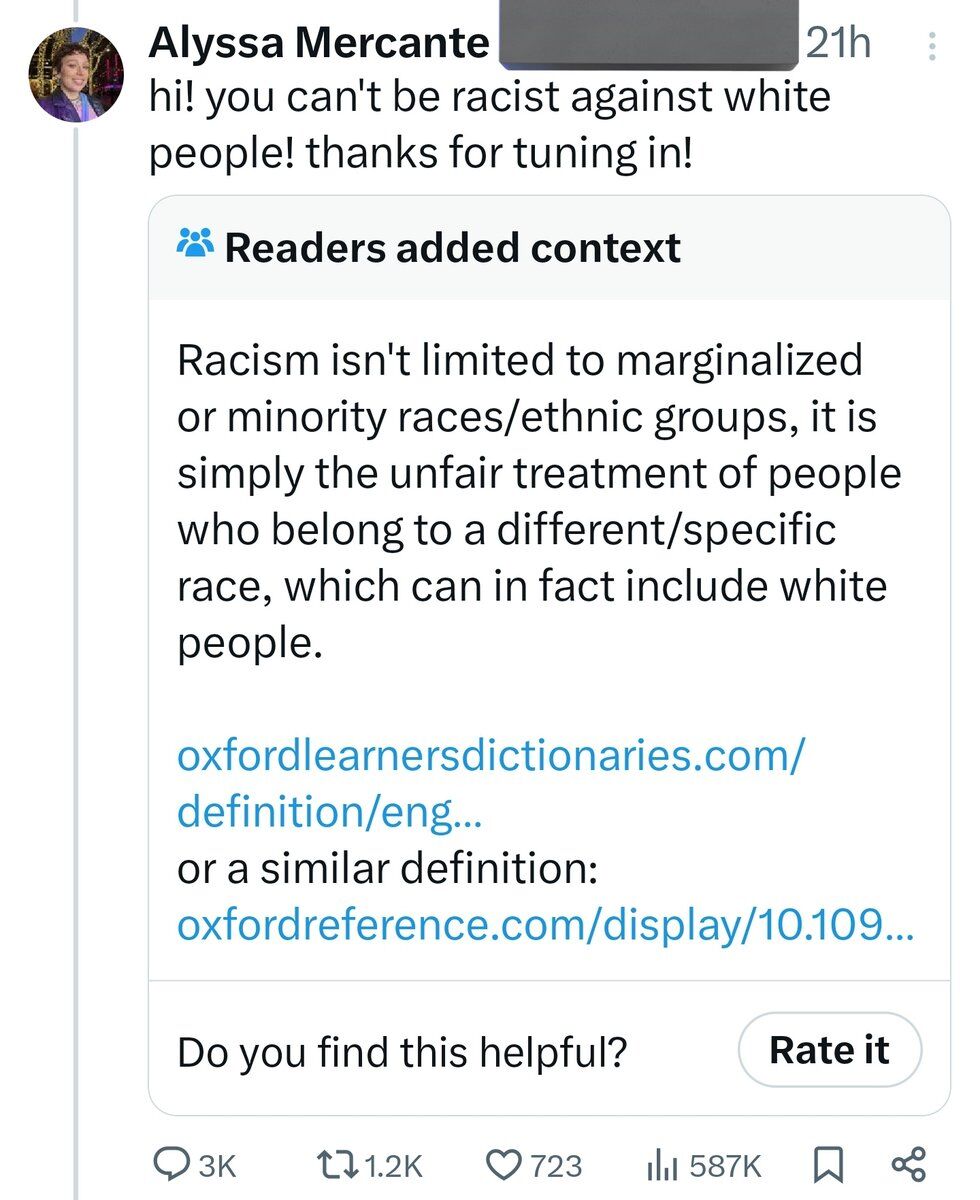 Alyssa Mercante 21h
hi! you can't be racist against white
people! thanks for tuning in!
Readers added context
Racism isn't limited to marginalized
or minority races/ethnic groups, it is
simply the unfair treatment of people
who belong to a different/specific
race, which can in fact include white
people.
oxfordlearnersdictionaries.com/
definition/eng...
or a similar definition:
oxfordreference.com/display/10.109...
Do you find this helpful? Rate it
3K 1.2K 723 587K